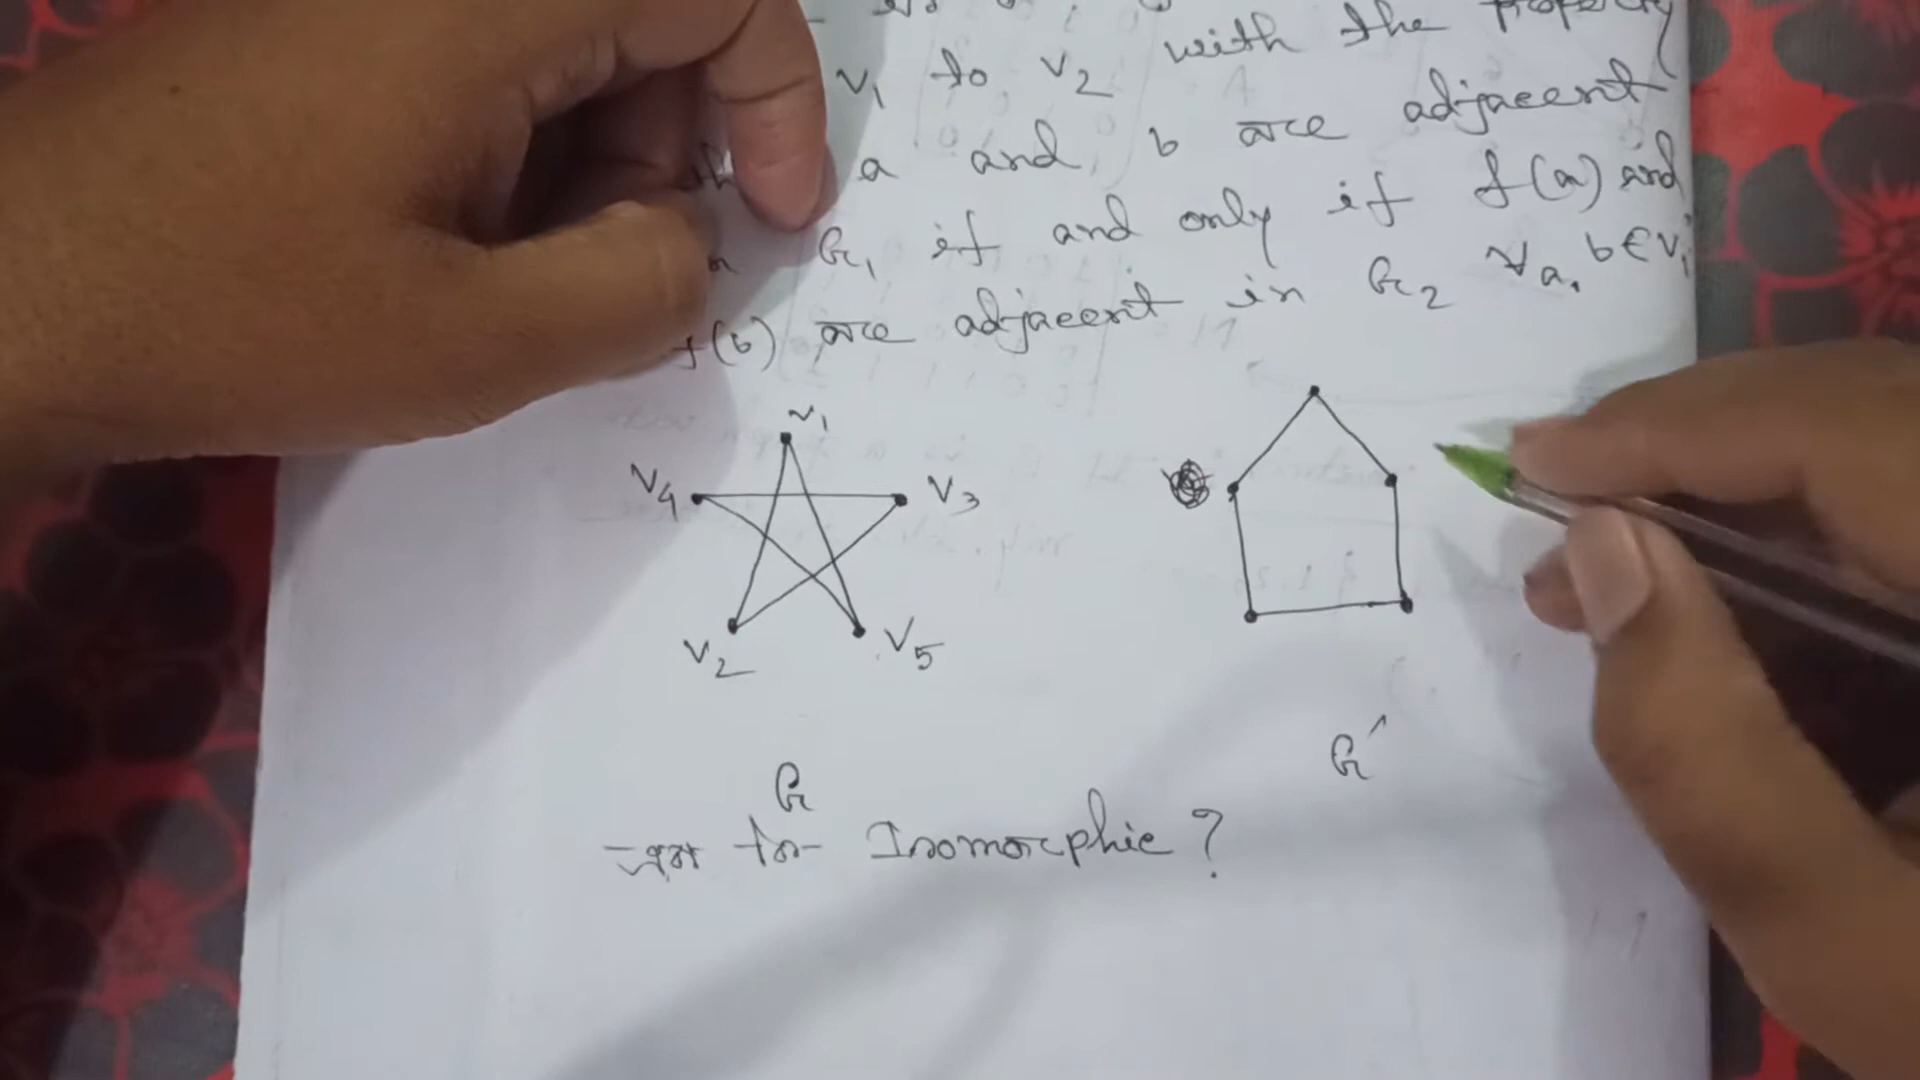 V₁ to V₂ with the property
a and b are adjacent
G₁ if and only if f(a) and
f(b) are adjacent in G₂ ∀ a, b ∈ V₁
V₁
V₄
V₃
V₂
V₅
G
G′
Isomorphic?